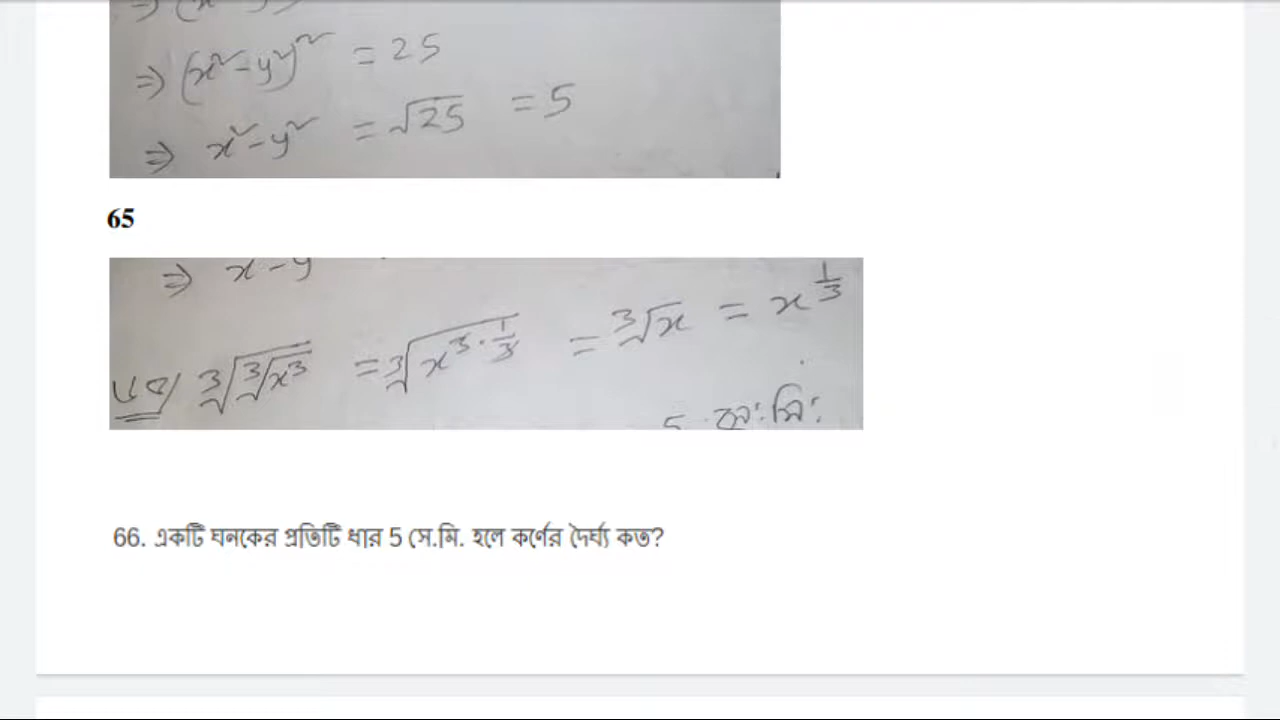 ⇒ (x² - y²)² = 25
⇒ x² - y² = √25 = 5
65
⇒ x - y
৬৫/ ∛∛x³ = ∛x^(3·1/3) = ∛x = x^(1/3)
5 সে:মি:
66. একটি ঘনকের প্রতিটি ধার 5 সে.মি. হলে কর্ণের দৈর্ঘ্য কত?